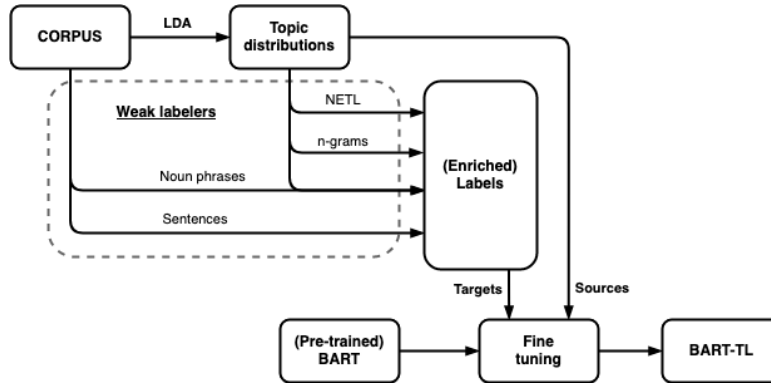 LDA
CORPUS
Topic
distributions
Weak labelers
NETL
n-grams
Noun phrases
Sentences
(Enriched)
Labels
Targets
Sources
(Pre-trained)
BART
Fine
tuning
BART-TL